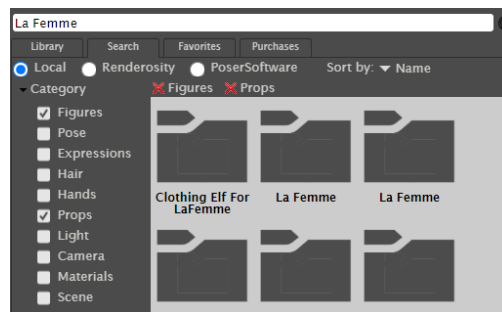 La Femme
Library Search Favorites Purchases
Local Renderosity PoserSoftware Sort by: Name
Category Figures Props
Figures
Pose
Expressions
Hair
Hands
Props
Light
Camera
Materials
Scene
Clothing Elf For LaFemme
La Femme
La Femme